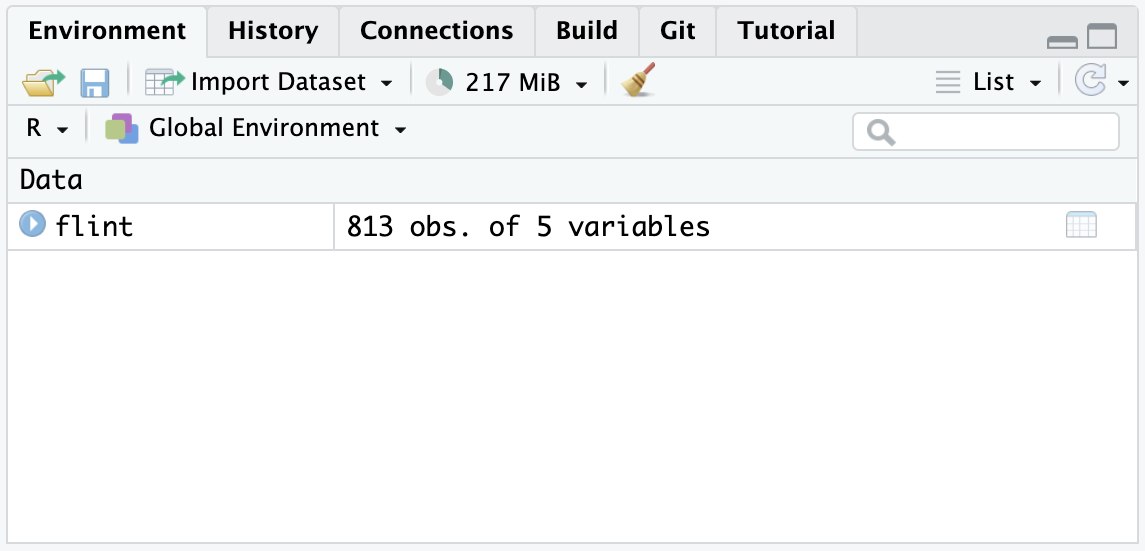 Environment History Connections Build Git Tutorial
Import Dataset 217 MiB List
R Global Environment
Data
flint 813 obs. of 5 variables